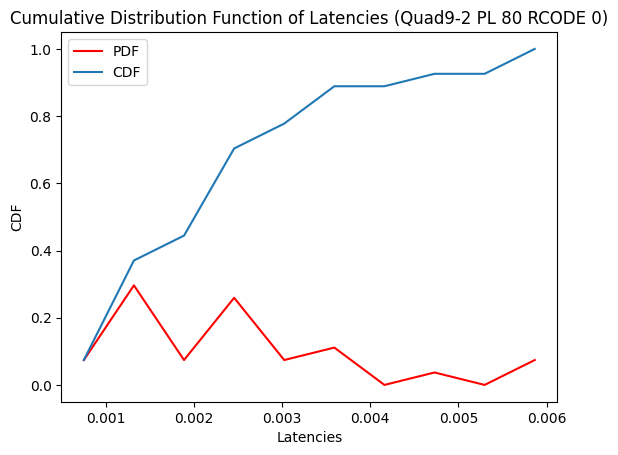 Cumulative Distribution Function of Latencies (Quad9-2 PL 80 RCODE 0)
PDF
CDF
1.0
0.8
0.6
0.4
0.2
0.0
CDF
0.001 0.002 0.003 0.004 0.005 0.006
Latencies